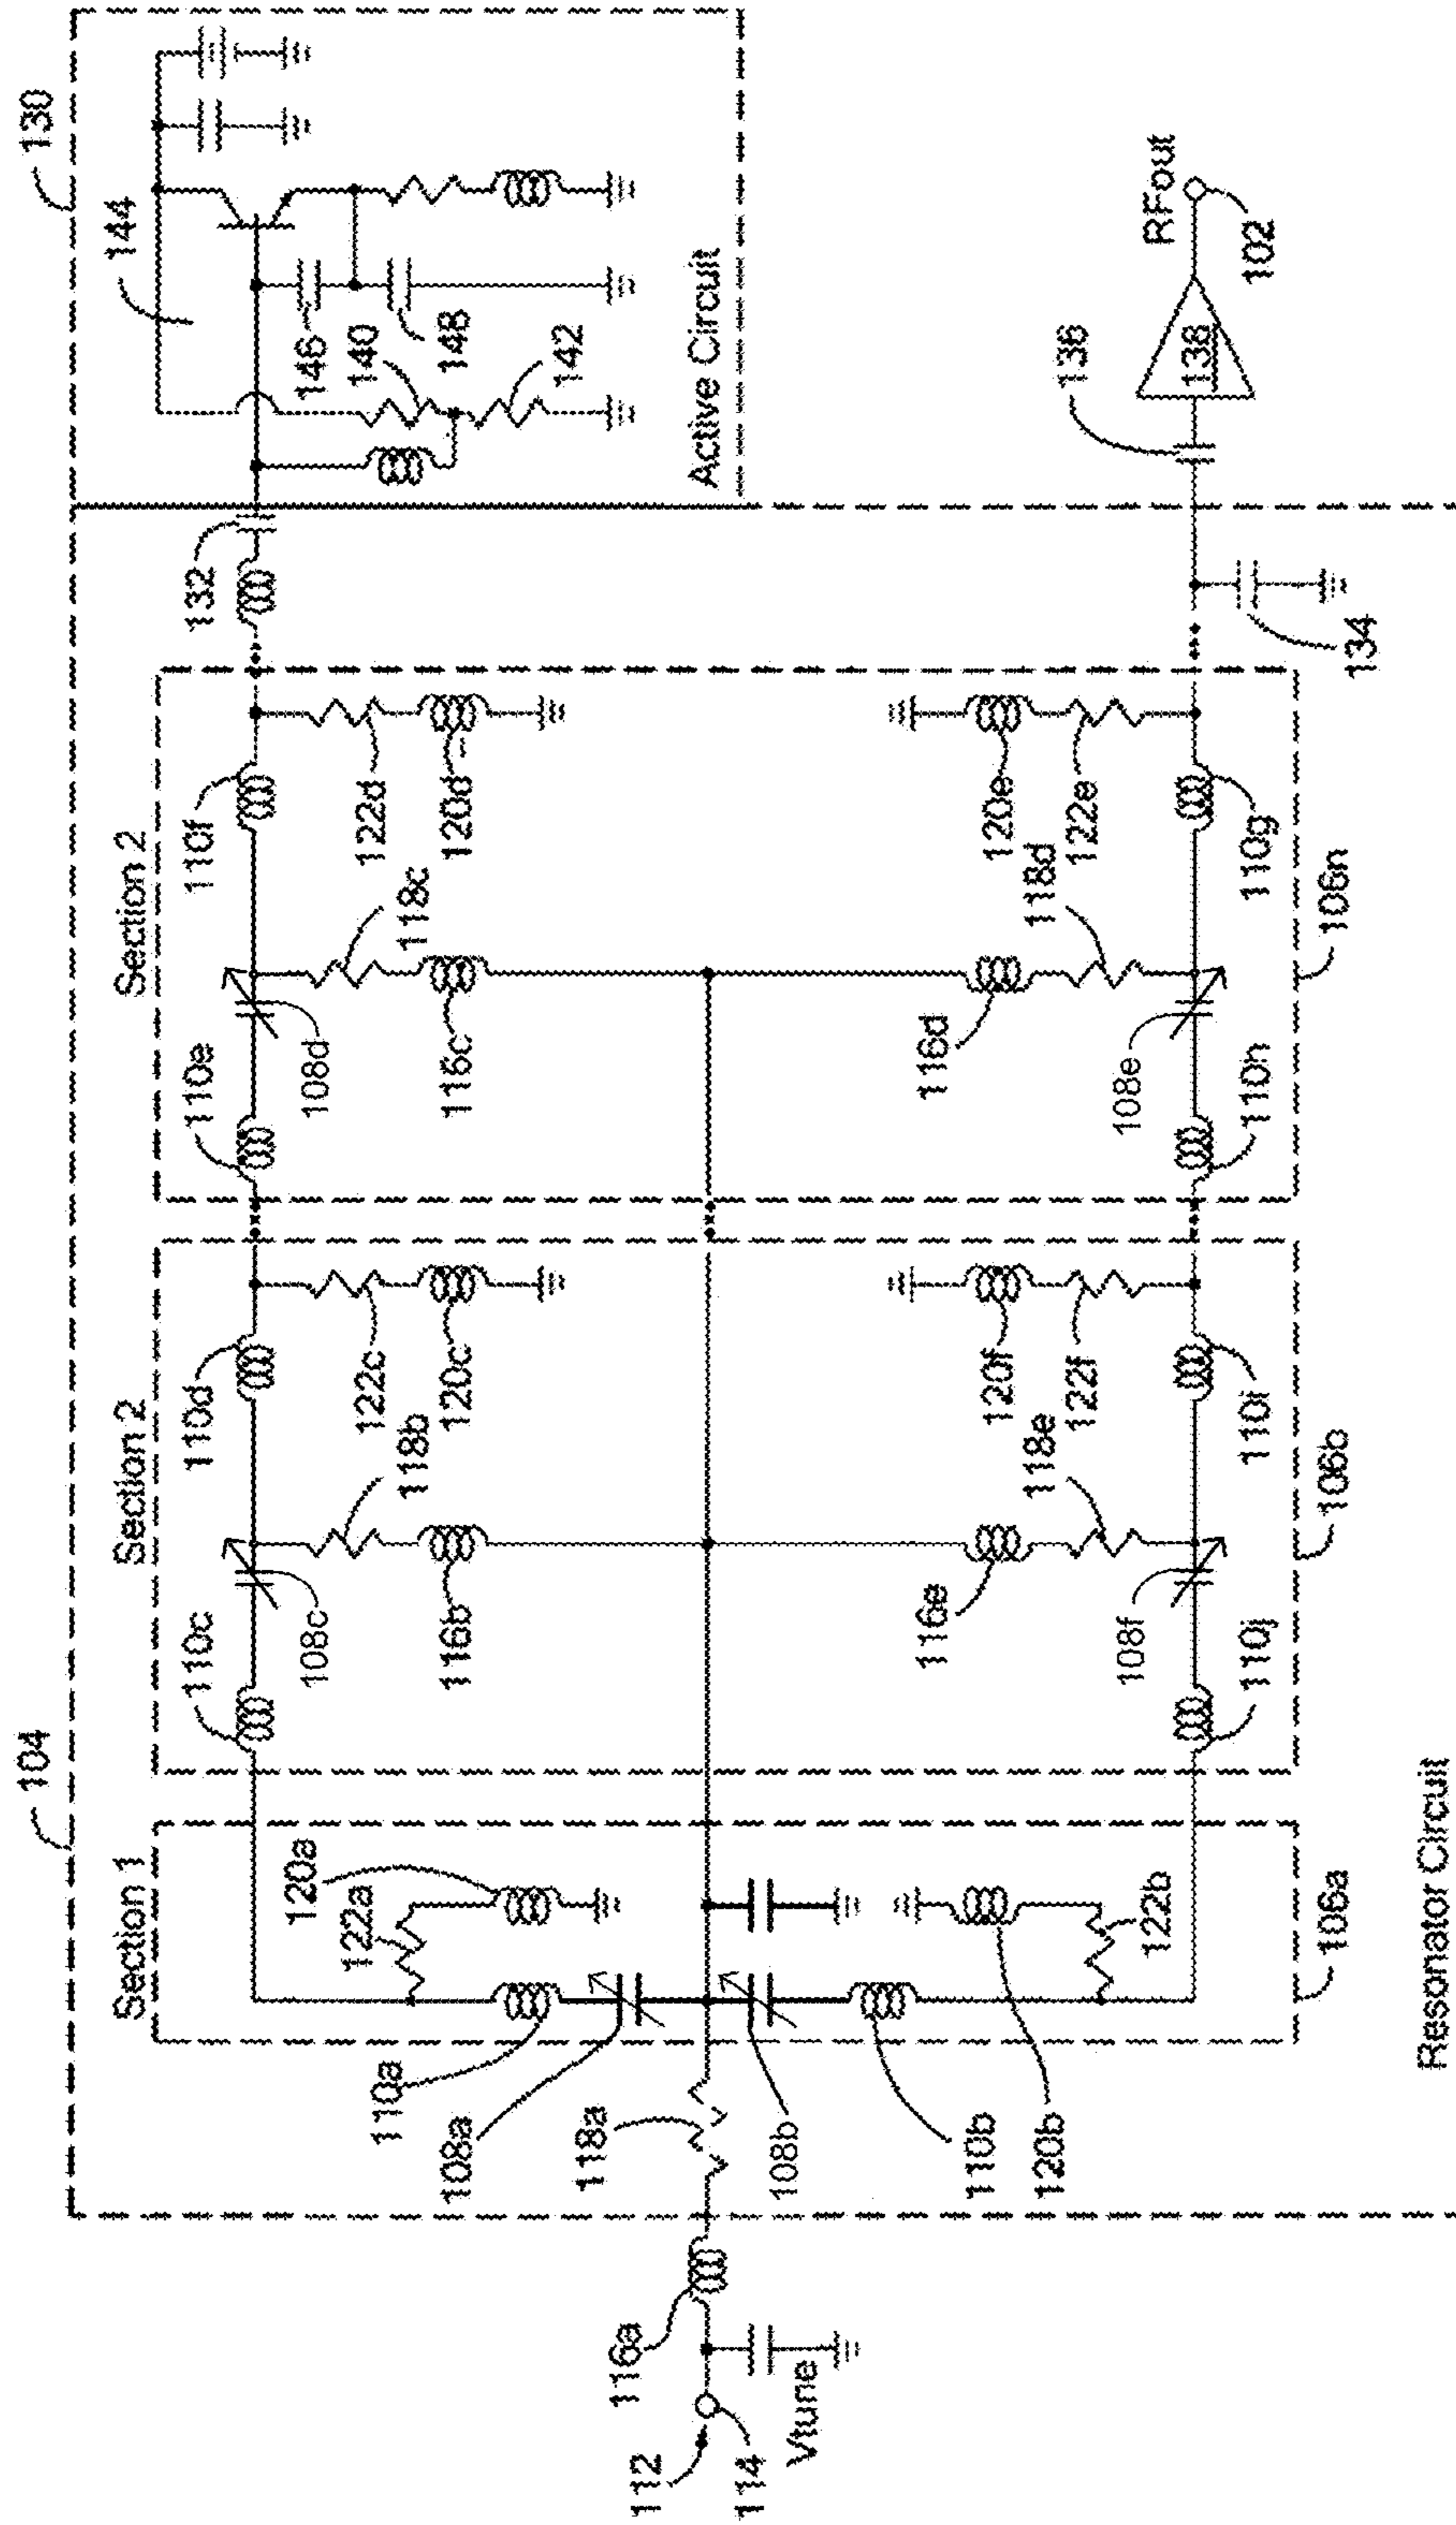 104
130
Section 1
Section 2
Section 2
144
110c
110d
110e
110f
132
108c
108d
122a
120a
118b
122c
118c
122d
116b
120c
116c
120d
146
140
148
142
110a
108a
118a
108b
110b
120b
122b
116a
112
114
Vtune
116e
118e
120f
122f
116d
118d
120e
122e
108f
108e
110j
110i
110h
110g
106a
106b
106n
134
136
138
RFout
102
Active Circuit
Resonator Circuit